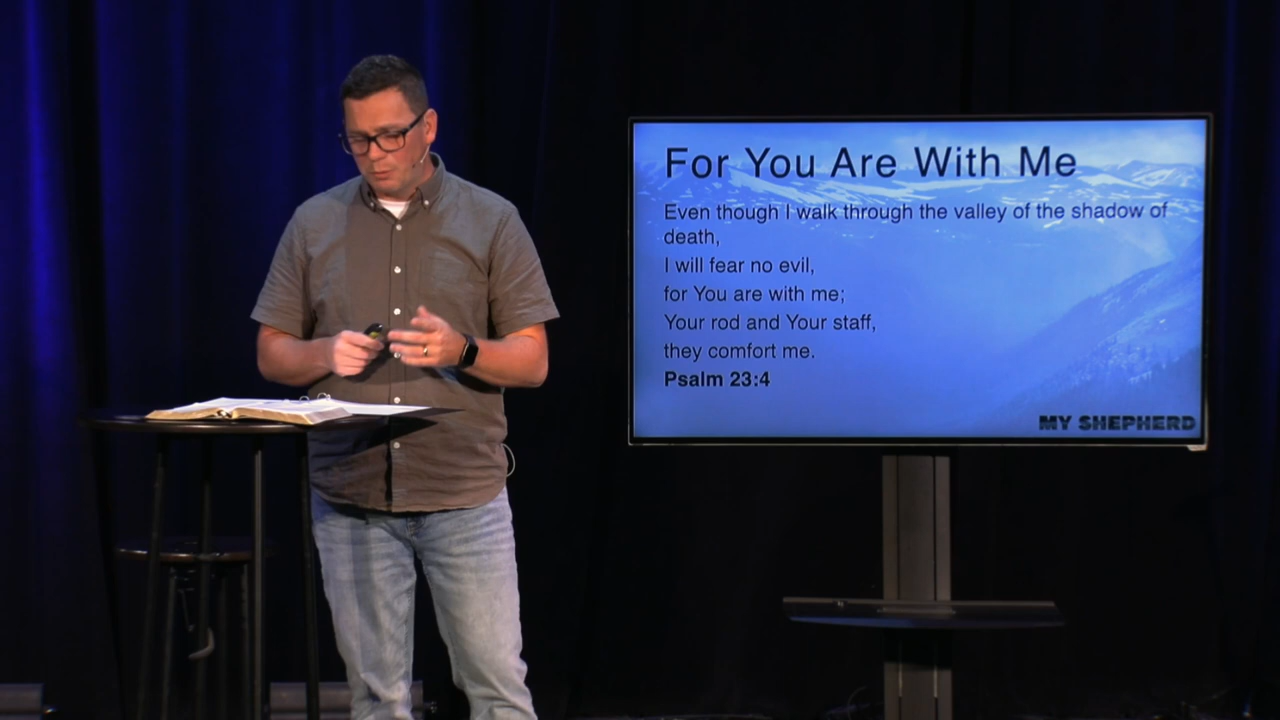 For You Are With Me
Even though I walk through the valley of the shadow of
death,
I will fear no evil,
for You are with me;
Your rod and Your staff,
they comfort me.
Psalm 23:4
MY SHEPHERD